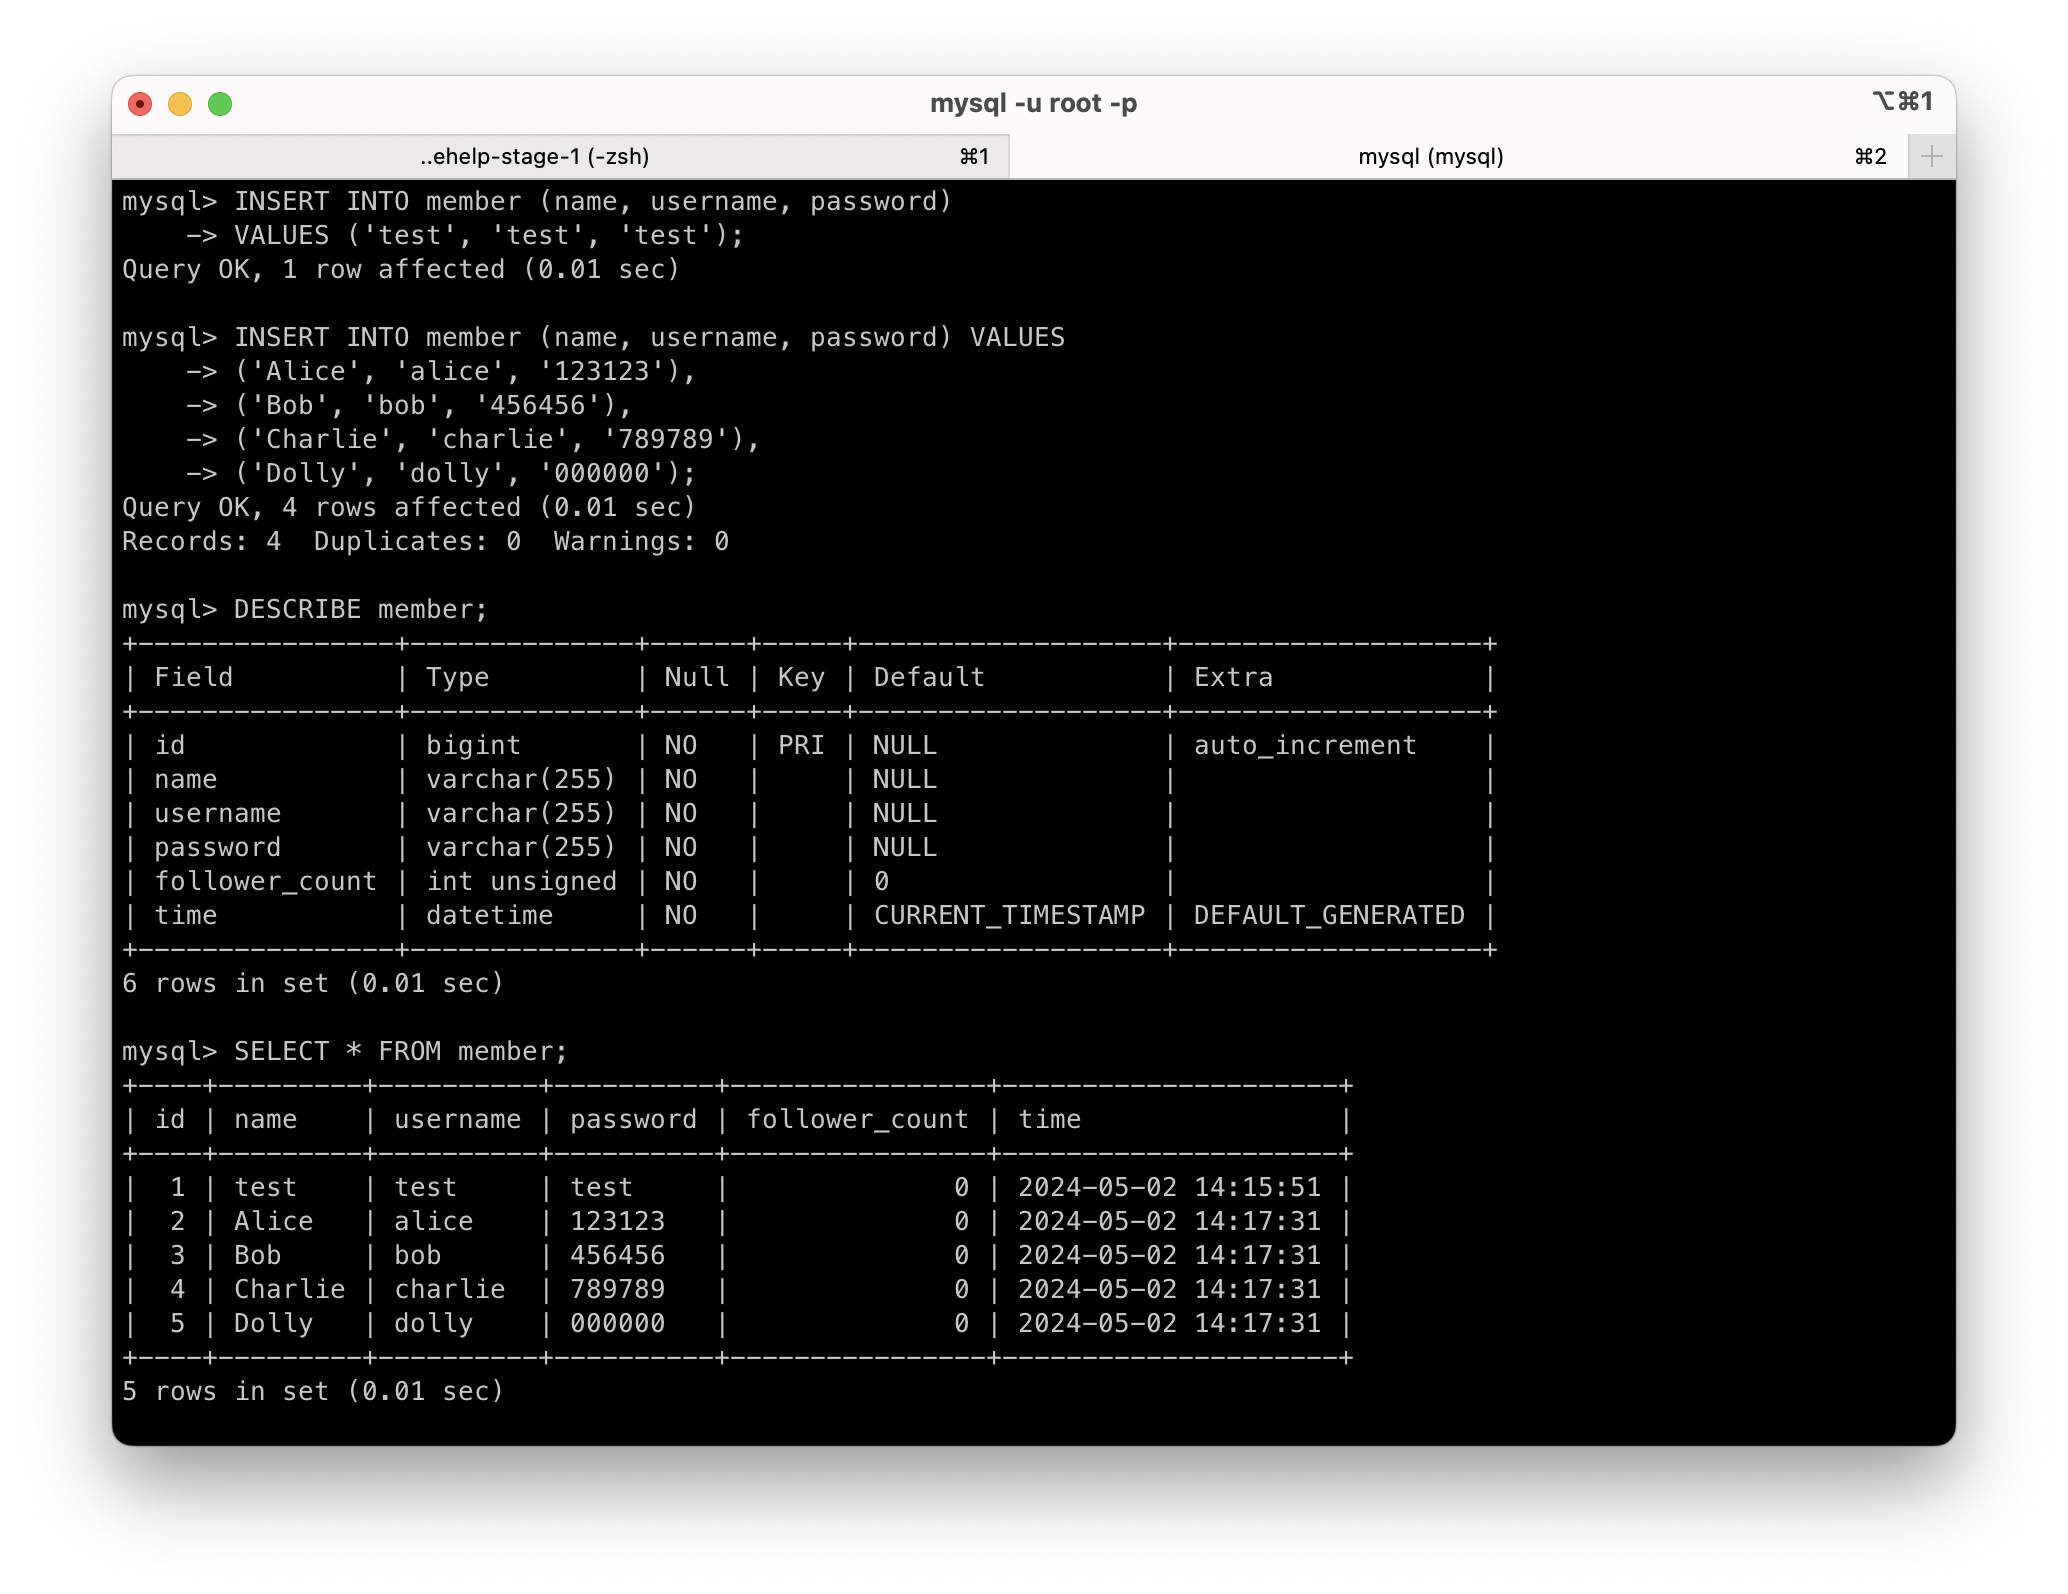 mysql -u root -p
⌥⌘1
..ehelp-stage-1 (-zsh) ⌘1
mysql (mysql) ⌘2
mysql> INSERT INTO member (name, username, password)
    -> VALUES ('test', 'test', 'test');
Query OK, 1 row affected (0.01 sec)

mysql> INSERT INTO member (name, username, password) VALUES
    -> ('Alice', 'alice', '123123'),
    -> ('Bob', 'bob', '456456'),
    -> ('Charlie', 'charlie', '789789'),
    -> ('Dolly', 'dolly', '000000');
Query OK, 4 rows affected (0.01 sec)
Records: 4  Duplicates: 0  Warnings: 0

mysql> DESCRIBE member;
+----------------+--------------+------+-----+-------------------+-------------------+
| Field          | Type         | Null | Key | Default           | Extra             |
+----------------+--------------+------+-----+-------------------+-------------------+
| id             | bigint       | NO   | PRI | NULL              | auto_increment    |
| name           | varchar(255) | NO   |     | NULL              |                   |
| username       | varchar(255) | NO   |     | NULL              |                   |
| password       | varchar(255) | NO   |     | NULL              |                   |
| follower_count | int unsigned | NO   |     | 0                 |                   |
| time           | datetime     | NO   |     | CURRENT_TIMESTAMP | DEFAULT_GENERATED |
+----------------+--------------+------+-----+-------------------+-------------------+
6 rows in set (0.01 sec)

mysql> SELECT * FROM member;
+----+---------+----------+----------+----------------+---------------------+
| id | name    | username | password | follower_count | time                |
+----+---------+----------+----------+----------------+---------------------+
|  1 | test    | test     | test     |              0 | 2024-05-02 14:15:51 |
|  2 | Alice   | alice    | 123123   |              0 | 2024-05-02 14:17:31 |
|  3 | Bob     | bob      | 456456   |              0 | 2024-05-02 14:17:31 |
|  4 | Charlie | charlie  | 789789   |              0 | 2024-05-02 14:17:31 |
|  5 | Dolly   | dolly    | 000000   |              0 | 2024-05-02 14:17:31 |
+----+---------+----------+----------+----------------+---------------------+
5 rows in set (0.01 sec)